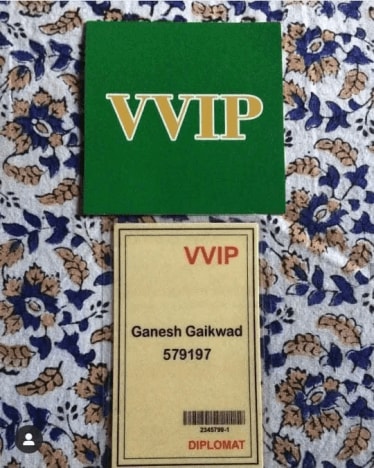 VVIP
VVIP
Ganesh Gaikwad
579197
2345799-1
DIPLOMAT